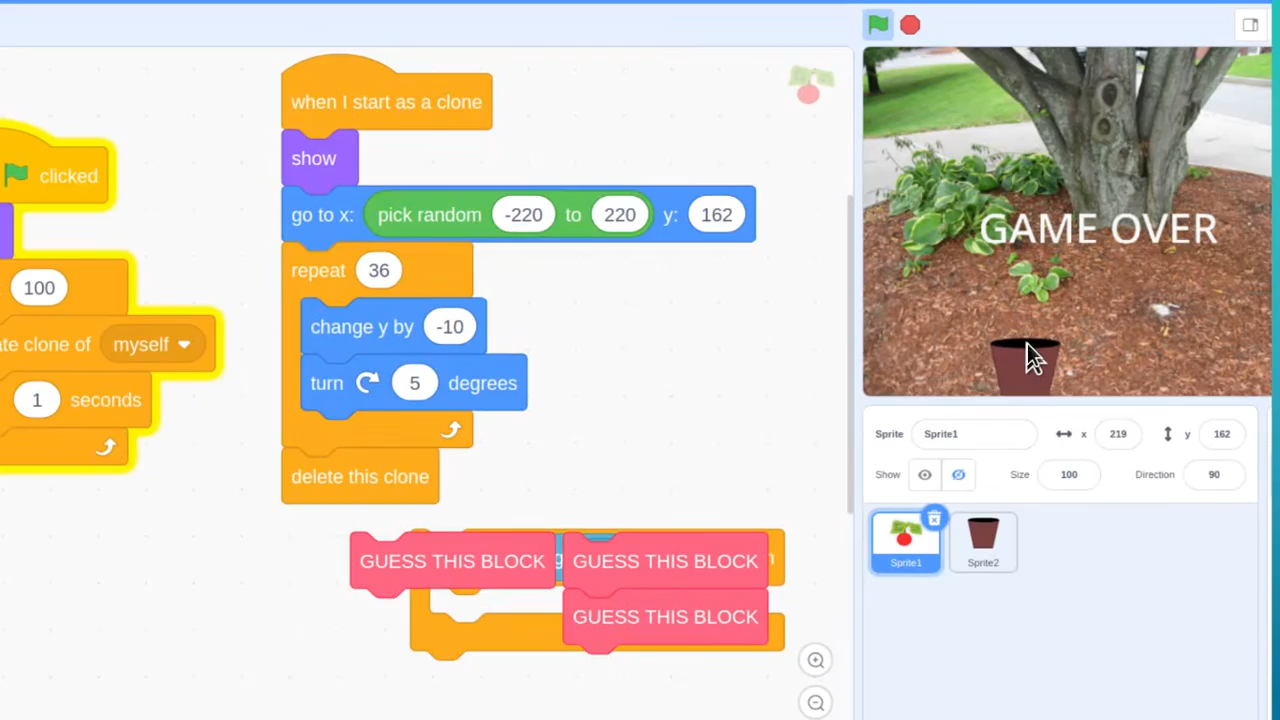 when I start as a clone
show
go to x: pick random -220 to 220 y: 162
repeat 36
change y by -10
turn 5 degrees
delete this clone
clicked
100
ate clone of myself
1 seconds
GUESS THIS BLOCK GUESS THIS BLOCK
GUESS THIS BLOCK
GAME OVER
Sprite Sprite1 x 219 y 162
Show Size 100 Direction 90
Sprite1 Sprite2